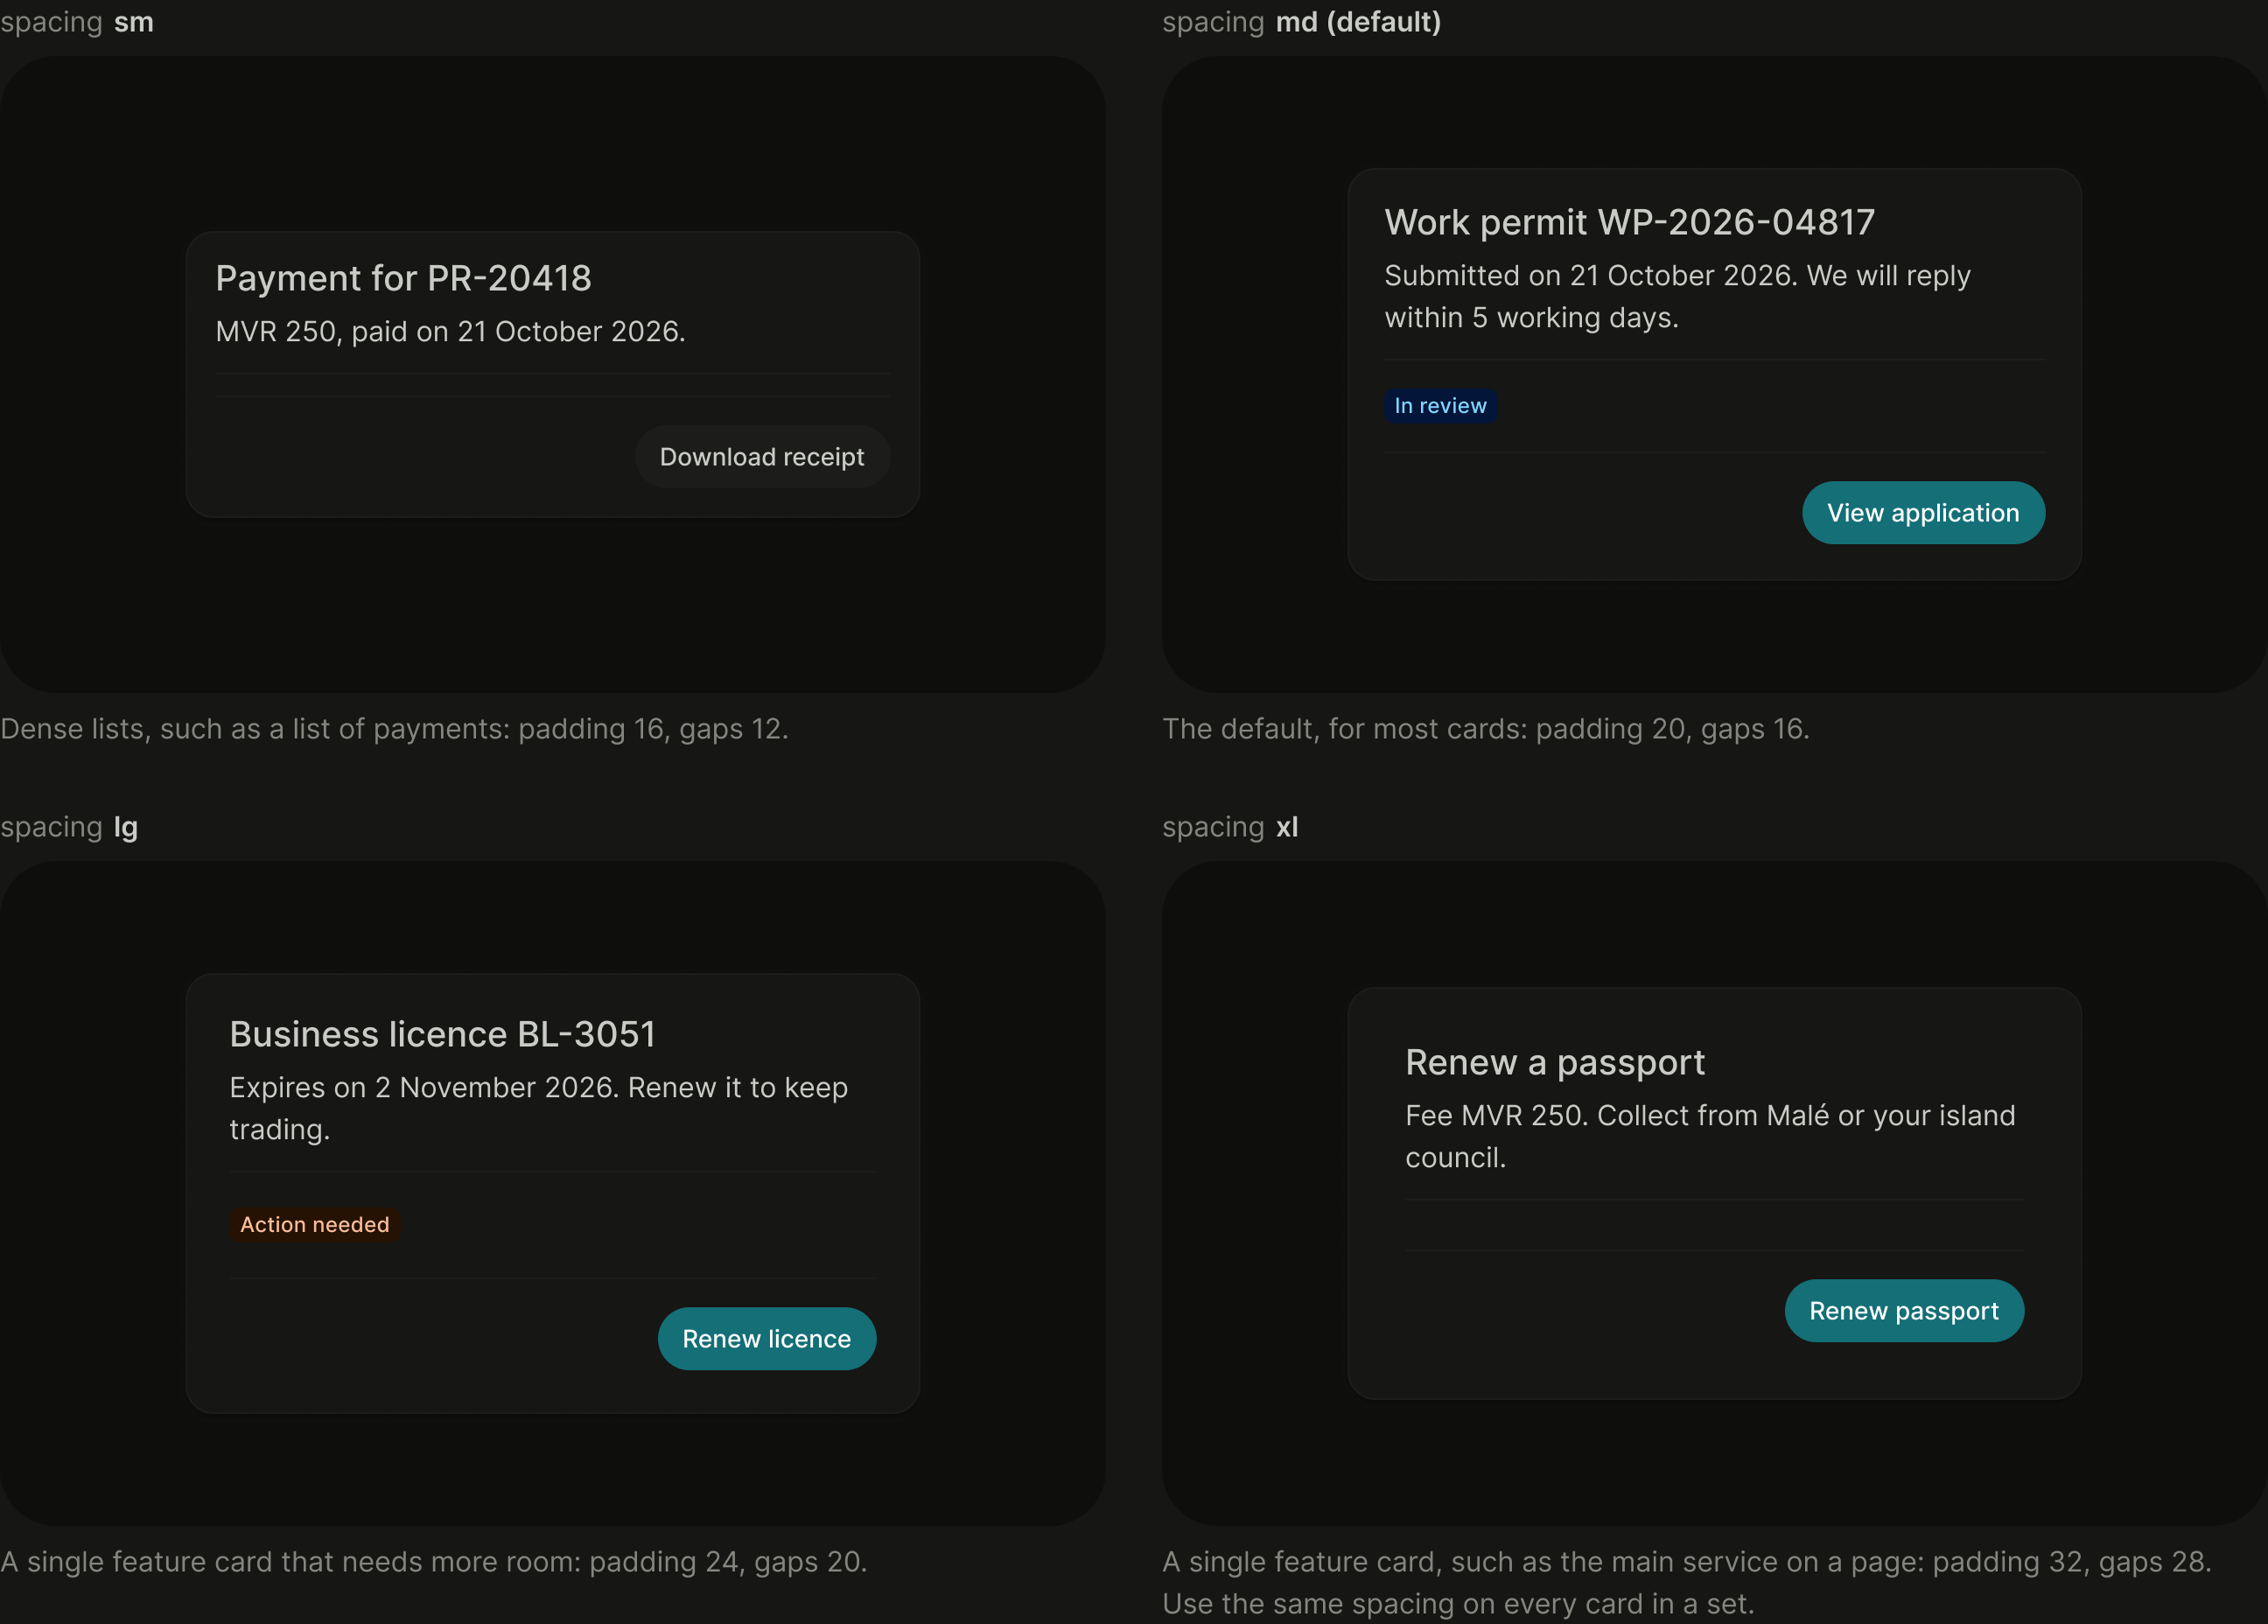 spacing sm
Payment for PR-20418
MVR 250, paid on 21 October 2026.
Download receipt
Dense lists, such as a list of payments: padding 16, gaps 12.
spacing md (default)
Work permit WP-2026-04817
Submitted on 21 October 2026. We will reply
within 5 working days.
In review
View application
The default, for most cards: padding 20, gaps 16.
spacing lg
Business licence BL-3051
Expires on 2 November 2026. Renew it to keep
trading.
Action needed
Renew licence
A single feature card that needs more room: padding 24, gaps 20.
spacing xl
Renew a passport
Fee MVR 250. Collect from Malé or your island
council.
Renew passport
A single feature card, such as the main service on a page: padding 32, gaps 28.
Use the same spacing on every card in a set.